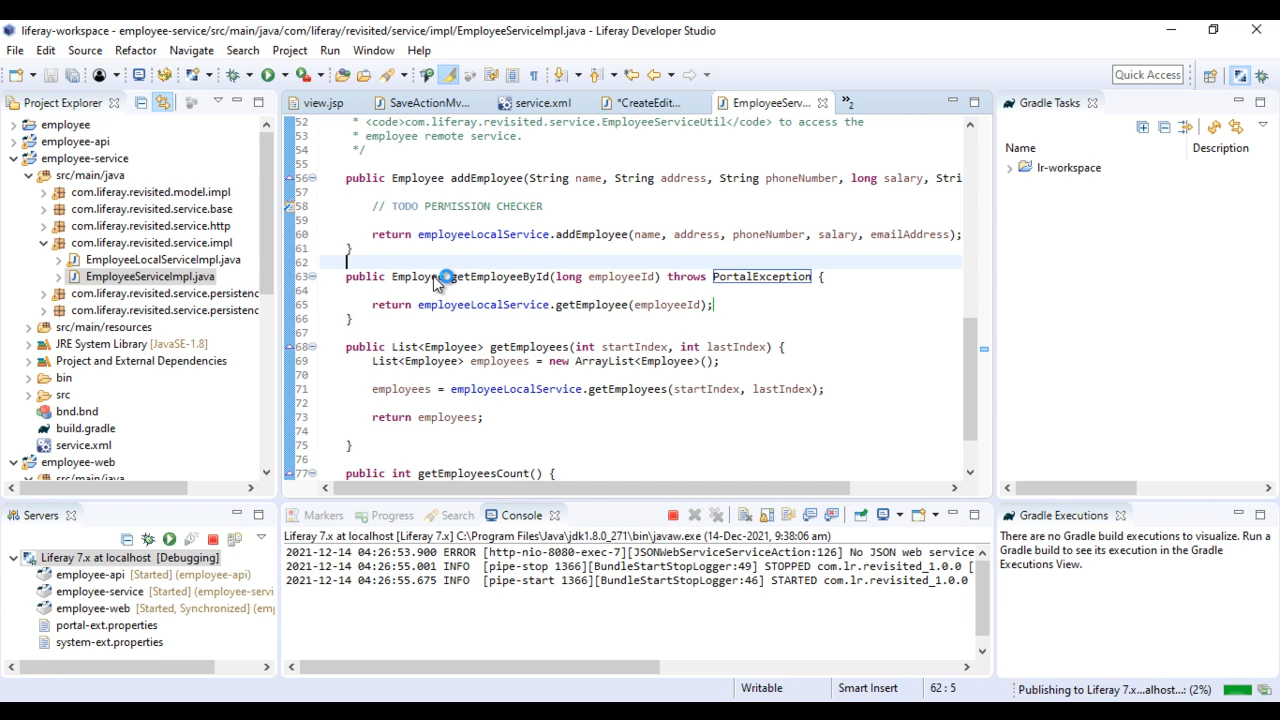 liferay-workspace - employee-service/src/main/java/com/liferay/revisited/service/impl/EmployeeServiceImpl.java - Liferay Developer Studio
File Edit Source Refactor Navigate Search Project Run Window Help
Quick Access
Project Explorer
employee
employee-api
employee-service
src/main/java
com.liferay.revisited.model.impl
com.liferay.revisited.service.base
com.liferay.revisited.service.http
com.liferay.revisited.service.impl
EmployeeLocalServiceImpl.java
EmployeeServiceImpl.java
com.liferay.revisited.service.persistenc
com.liferay.revisited.service.persistenc
src/main/resources
JRE System Library [JavaSE-1.8]
Project and External Dependencies
bin
src
bnd.bnd
build.gradle
service.xml
employee-web
src/main/java
view.jsp SaveActionMv... service.xml *CreateEdit... EmployeeServ... »2
52 * <code>com.liferay.revisited.service.EmployeeServiceUtil</code> to access the
53 * employee remote service.
54 */
55
56 public Employee addEmployee(String name, String address, String phoneNumber, long salary, Stri
57
58 // TODO PERMISSION CHECKER
59
60 return employeeLocalService.addEmployee(name, address, phoneNumber, salary, emailAddress);
61 }
62
63 public Employee getEmployeeById(long employeeId) throws PortalException {
64
65 return employeeLocalService.getEmployee(employeeId);
66 }
67
68 public List<Employee> getEmployees(int startIndex, int lastIndex) {
69 List<Employee> employees = new ArrayList<Employee>();
70
71 employees = employeeLocalService.getEmployees(startIndex, lastIndex);
72
73 return employees;
74
75 }
76
77 public int getEmployeesCount() {
Gradle Tasks
Name Description
lr-workspace
Servers
Liferay 7.x at localhost [Debugging]
employee-api [Started] (employee-api)
employee-service [Started] (employee-servi
employee-web [Started, Synchronized] (emp
portal-ext.properties
system-ext.properties
Markers Progress Search Console
Liferay 7.x at localhost [Liferay 7.x] C:\Program Files\Java\jdk1.8.0_271\bin\javaw.exe (14-Dec-2021, 9:38:06 am)
2021-12-14 04:26:53.900 ERROR [http-nio-8080-exec-7][JSONWebServiceServiceAction:126] No JSON web service
2021-12-14 04:26:55.001 INFO [pipe-stop 1366][BundleStartStopLogger:49] STOPPED com.lr.revisited_1.0.0 [
2021-12-14 04:26:55.675 INFO [pipe-start 1366][BundleStartStopLogger:46] STARTED com.lr.revisited_1.0.0
Gradle Executions
There are no Gradle build executions to visualize. Run a
Gradle build to see its execution in the Gradle
Executions View.
Writable Smart Insert 62 : 5 Publishing to Liferay 7.x...alhost...: (2%)